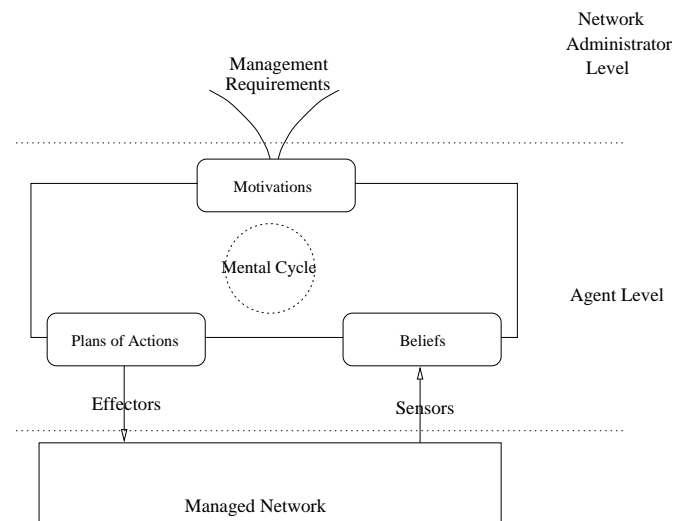 Network
Administrator
Level
Management
Requirements
Motivations
Mental Cycle
Agent Level
Plans of Actions
Beliefs
Effectors
Sensors
Managed Network